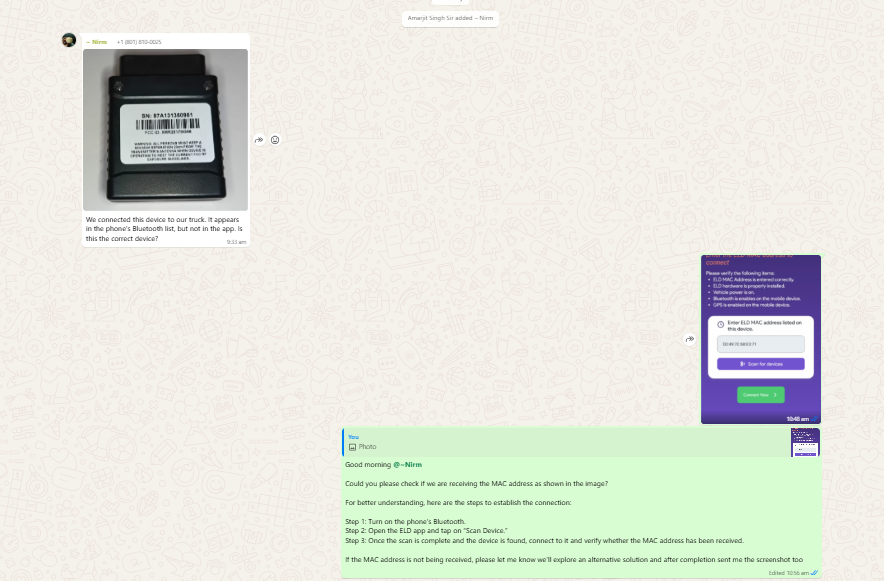 Amarjit Singh Sir added ~ Nirm
~ Nirm +1 (801) 810-0025
SN: 87A131350981
WARNING: ALL PERSONS MUST KEEP A
We connected this device to our truck. It appears
in the phone's Bluetooth list, but not in the app. Is
this the correct device?
9:33 am
connect
Please verify the following items:
• ELD MAC Address is entered correctly.
• ELD hardware is properly installed.
• Vehicle power is on.
• Bluetooth is enabled on the mobile device.
• GPS is enabled on the mobile device.
Enter ELD MAC address listed on
this device.
Scan for devices
Connect Now
10:48 am
You
Photo
Good morning @~Nirm
Could you please check if we are receiving the MAC address as shown in the image?
For better understanding, here are the steps to establish the connection:
Step 1: Turn on the phone's Bluetooth.
Step 2: Open the ELD app and tap on "Scan Device."
Step 3: Once the scan is complete and the device is found, connect to it and verify whether the MAC address has been received.
If the MAC address is not being received, please let me know we'll explore an alternative solution and after completion sent me the screenshot too
Edited 10:56 am